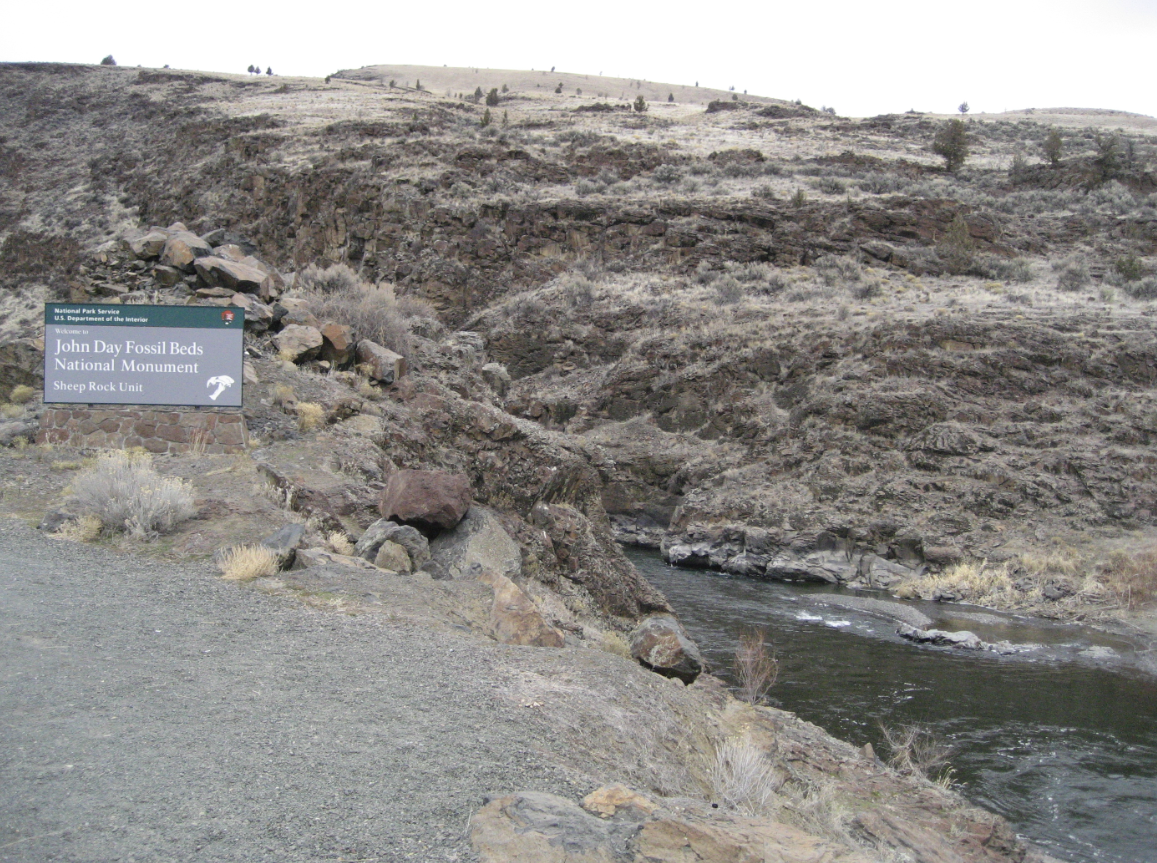 National Park Service
U.S. Department of the Interior
Welcome to
John Day Fossil Beds
National Monument
Sheep Rock Unit